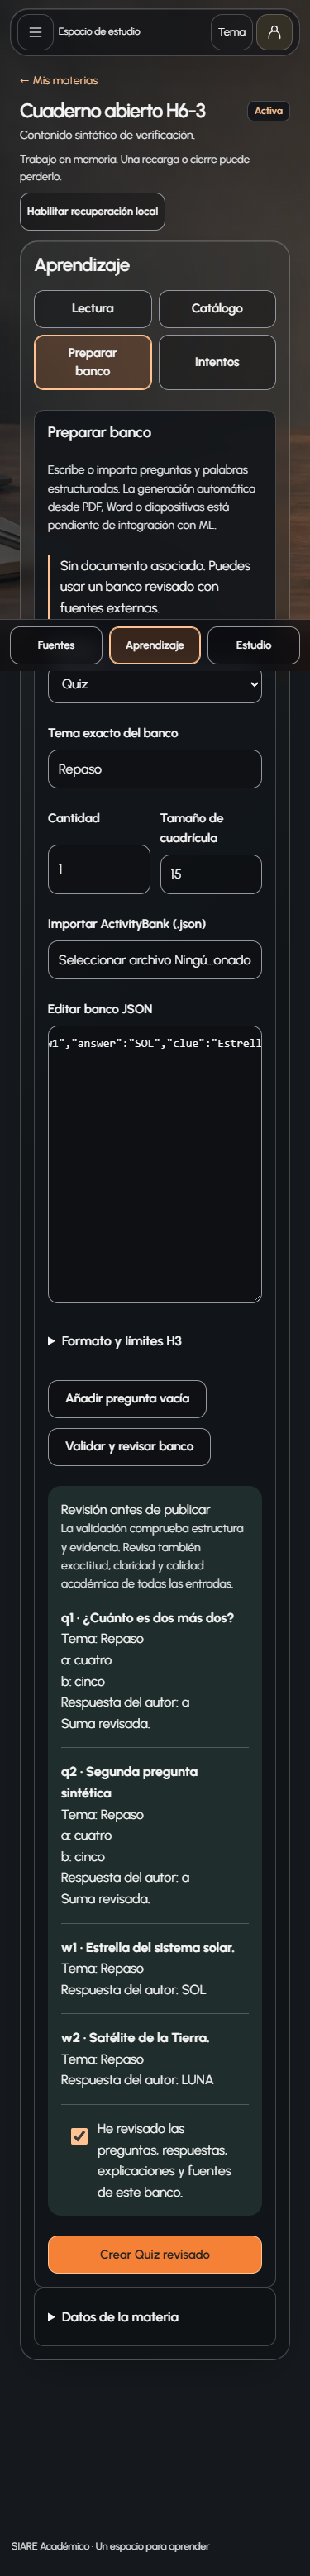 Espacio de estudio
Tema
← Mis materias
Cuaderno abierto H6-3
Activa
Contenido sintético de verificación.
Trabajo en memoria. Una recarga o cierre puede
perderlo.
Habilitar recuperación local
Aprendizaje
Lectura
Catálogo
Preparar
banco
Intentos
Preparar banco
Escribe o importa preguntas y palabras
estructuradas. La generación automática
desde PDF, Word o diapositivas está
pendiente de integración con ML.
Sin documento asociado. Puedes
usar un banco revisado con
fuentes externas.
Fuentes
Aprendizaje
Estudio
Quiz
Tema exacto del banco
Repaso
Cantidad
Tamaño de
cuadrícula
1
15
Importar ActivityBank (.json)
Seleccionar archivo Ningú...onado
Editar banco JSON
w1","answer":"SOL","clue":"Estrell
Formato y límites H3
Añadir pregunta vacía
Validar y revisar banco
Revisión antes de publicar
La validación comprueba estructura
y evidencia. Revisa también
exactitud, claridad y calidad
académica de todas las entradas.
q1 · ¿Cuánto es dos más dos?
Tema: Repaso
a: cuatro
b: cinco
Respuesta del autor: a
Suma revisada.
q2 · Segunda pregunta
sintética
Tema: Repaso
a: cuatro
b: cinco
Respuesta del autor: a
Suma revisada.
w1 · Estrella del sistema solar.
Tema: Repaso
Respuesta del autor: SOL
w2 · Satélite de la Tierra.
Tema: Repaso
Respuesta del autor: LUNA
He revisado las
preguntas, respuestas,
explicaciones y fuentes
de este banco.
Crear Quiz revisado
Datos de la materia
SIARE Académico · Un espacio para aprender